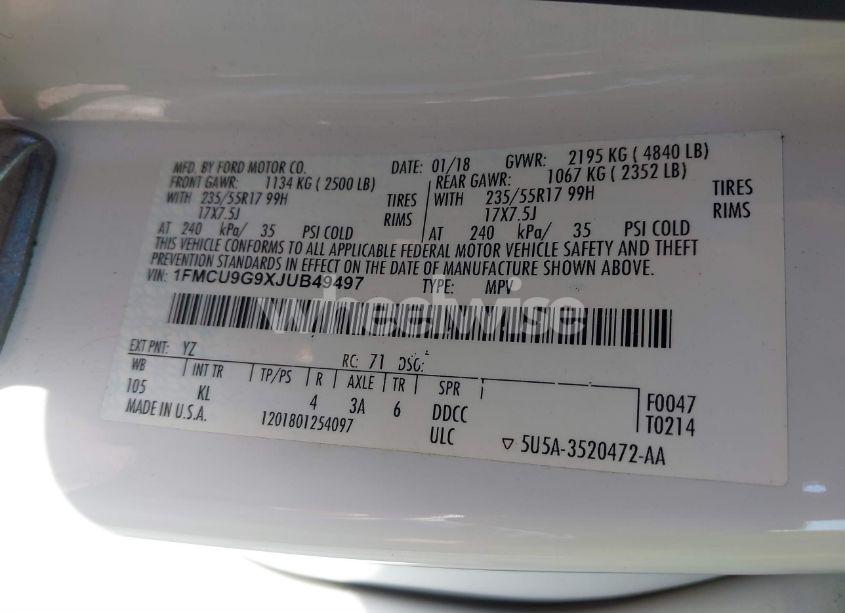 MFD. BY FORD MOTOR CO. DATE: 01/18 GVWR: 2195 KG ( 4840 LB)
FRONT GAWR: 1134 KG ( 2500 LB) REAR GAWR: 1067 KG ( 2352 LB)
WITH 235/55R17 99H TIRES WITH 235/55R17 99H TIRES
17X7.5J RIMS 17X7.5J RIMS
AT 240 kPa/ 35 PSI COLD AT 240 kPa/ 35 PSI COLD
THIS VEHICLE CONFORMS TO ALL APPLICABLE FEDERAL MOTOR VEHICLE SAFETY AND THEFT
PREVENTION STANDARDS IN EFFECT ON THE DATE OF MANUFACTURE SHOWN ABOVE.
VIN: 1FMCU9G9XJUB49497 TYPE: MPV
wheelwise
EXT PNT: YZ RC: 71 DSO:
WB INT TR TP/PS R AXLE TR SPR
105 KL 4 3A 6 DDCC F0047
MADE IN U.S.A. 1201801254097 ULC T0214
▽ 5U5A-3520472-AA